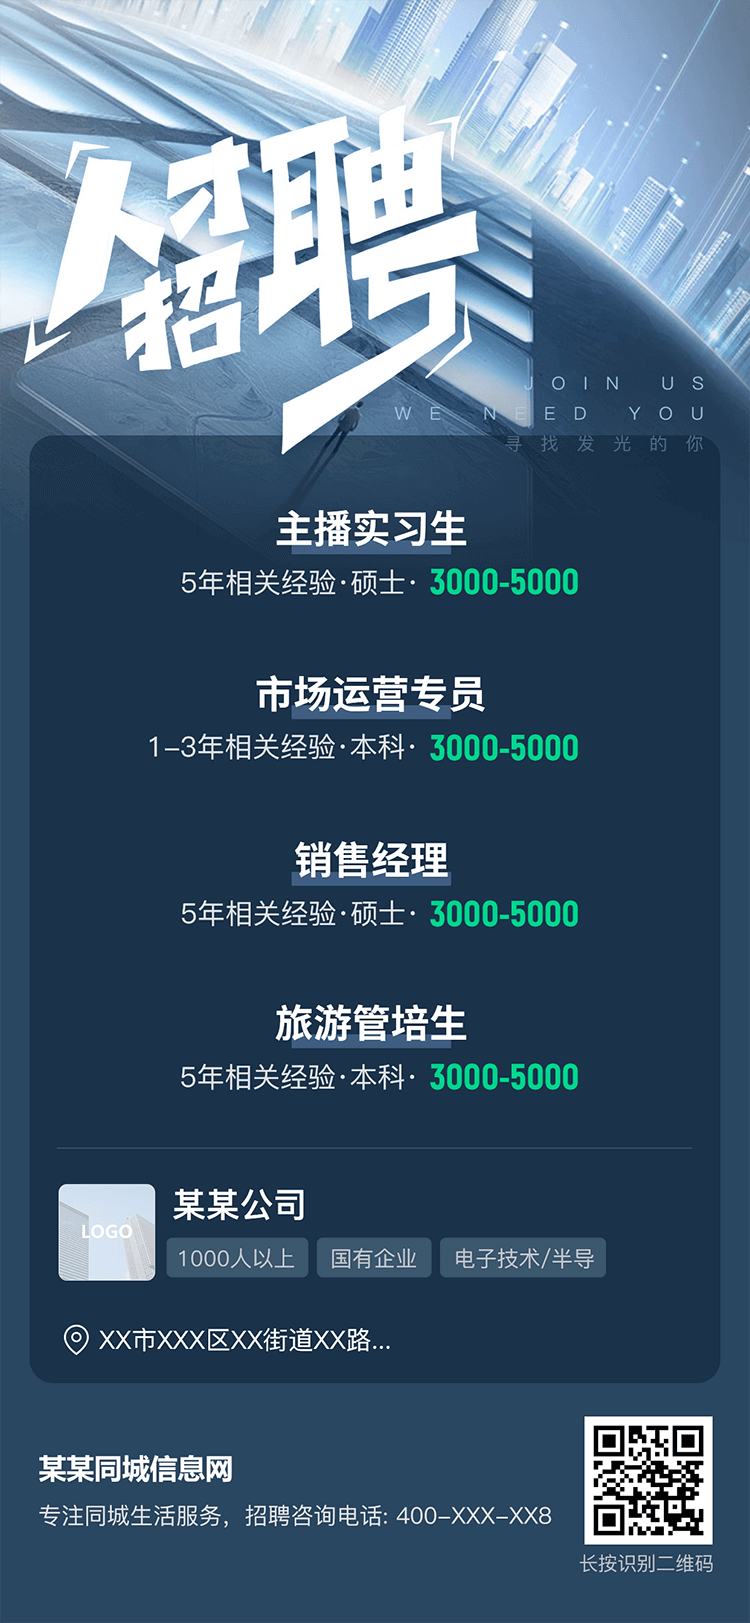 人才招聘
JOIN US
WE NEED YOU
寻找发光的你
主播实习生
5年相关经验·硕士· 3000-5000
市场运营专员
1-3年相关经验·本科· 3000-5000
销售经理
5年相关经验·硕士· 3000-5000
旅游管培生
5年相关经验·本科· 3000-5000
LOGO
某某公司
1000人以上 国有企业 电子技术/半导
XX市XXX区XX街道XX路...
某某同城信息网
专注同城生活服务，招聘咨询电话: 400-XXX-XX8
长按识别二维码